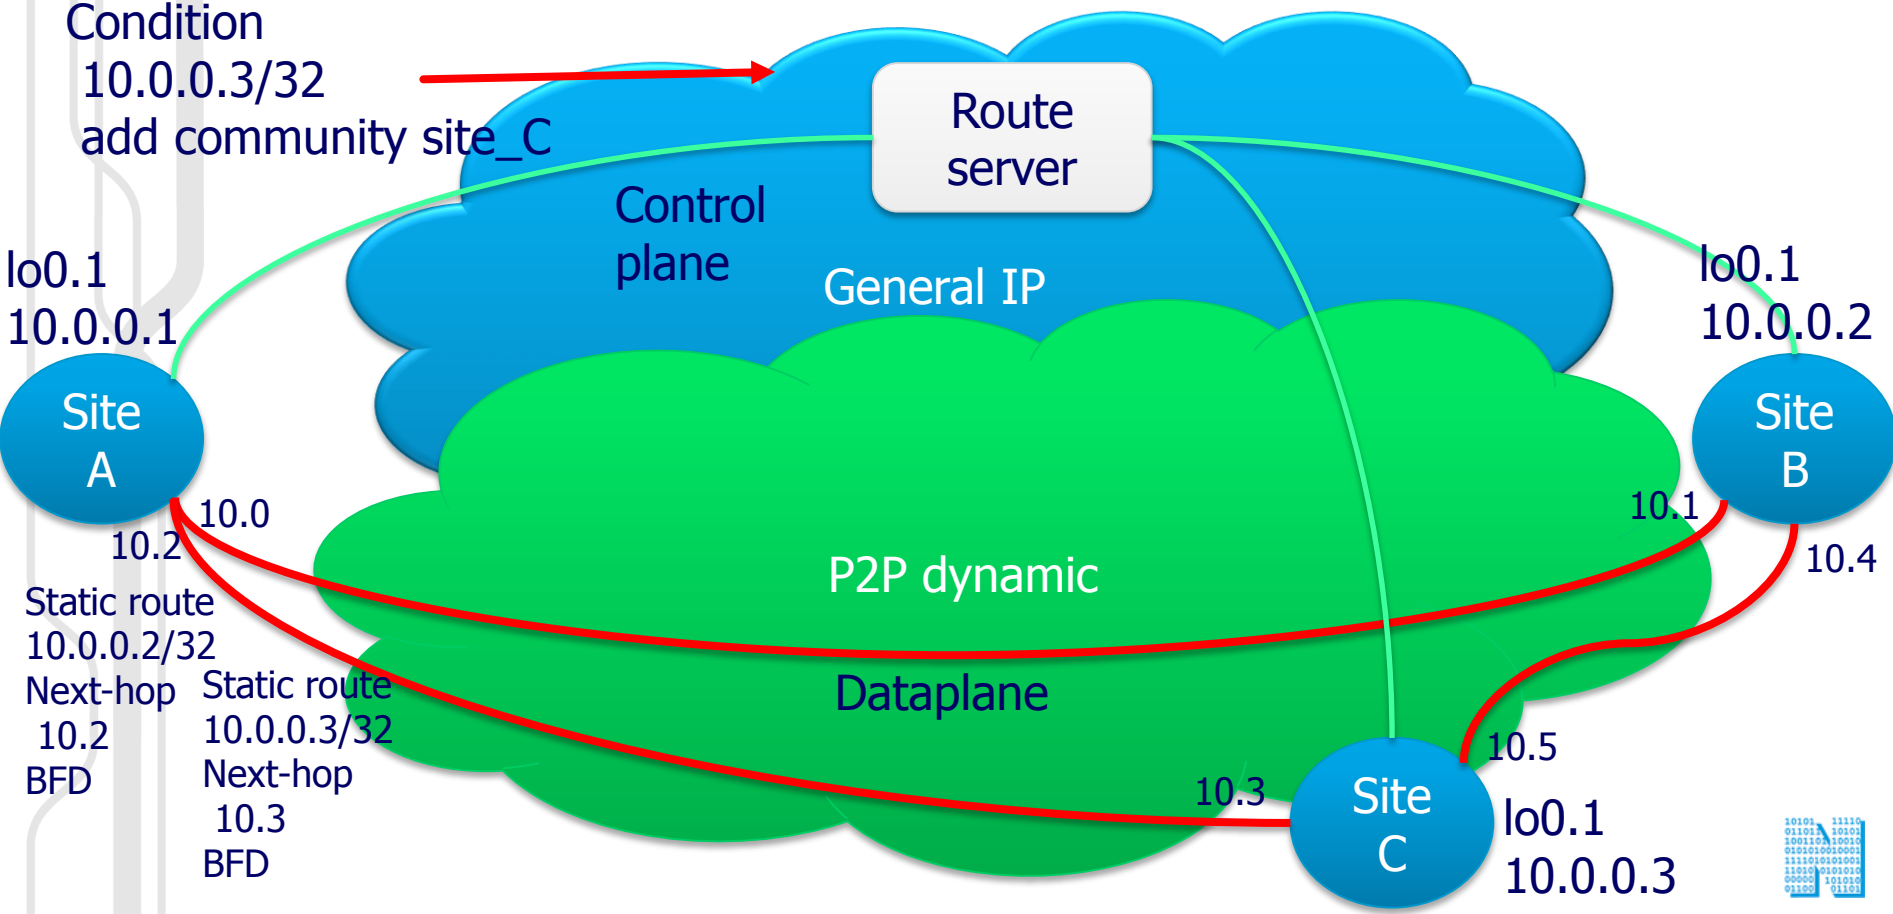 Condition
10.0.0.3/32
add community site_C
Route
server
Control
plane
General IP
lo0.1
10.0.0.1
lo0.1
10.0.0.2
Site
A
Site
B
10.0
10.2
10.1
10.4
P2P dynamic
Static route
10.0.0.2/32
Next-hop
10.2
BFD
Static route
10.0.0.3/32
Next-hop
10.3
BFD
Dataplane
10.5
10.3
Site
C
lo0.1
10.0.0.3